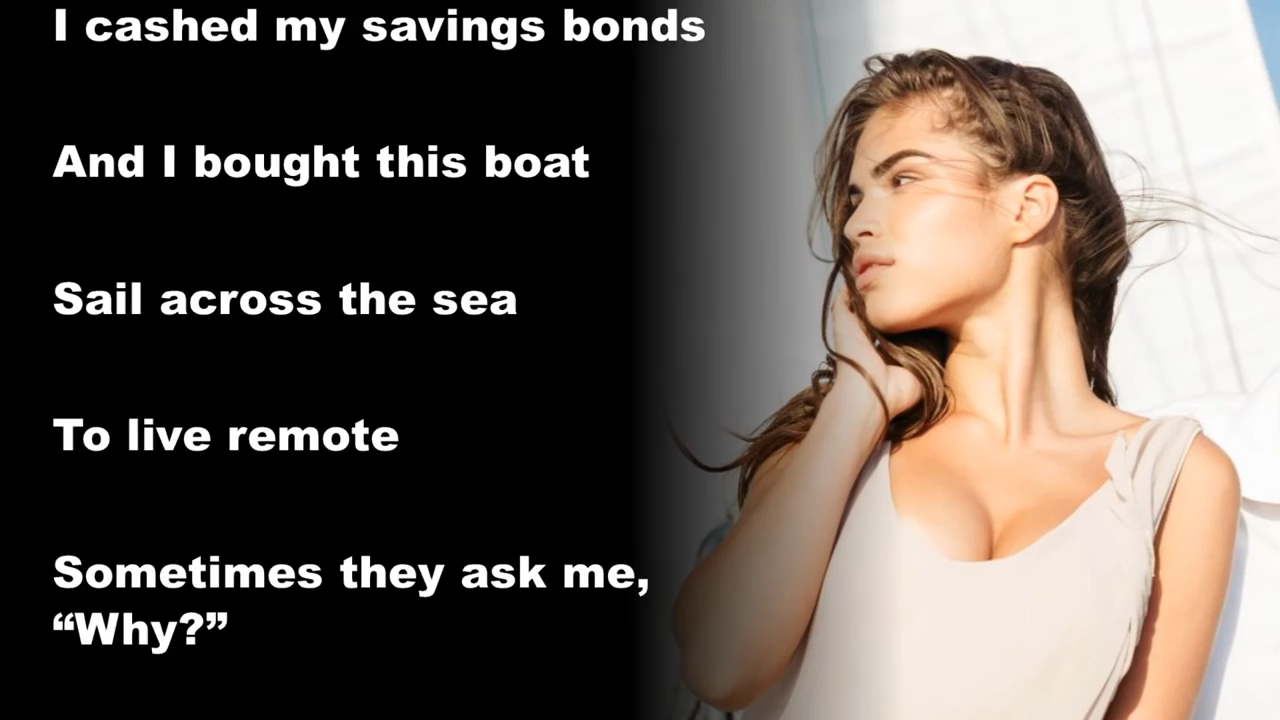 I cashed my savings bonds
And I bought this boat
Sail across the sea
To live remote
Sometimes they ask me,
“Why?”